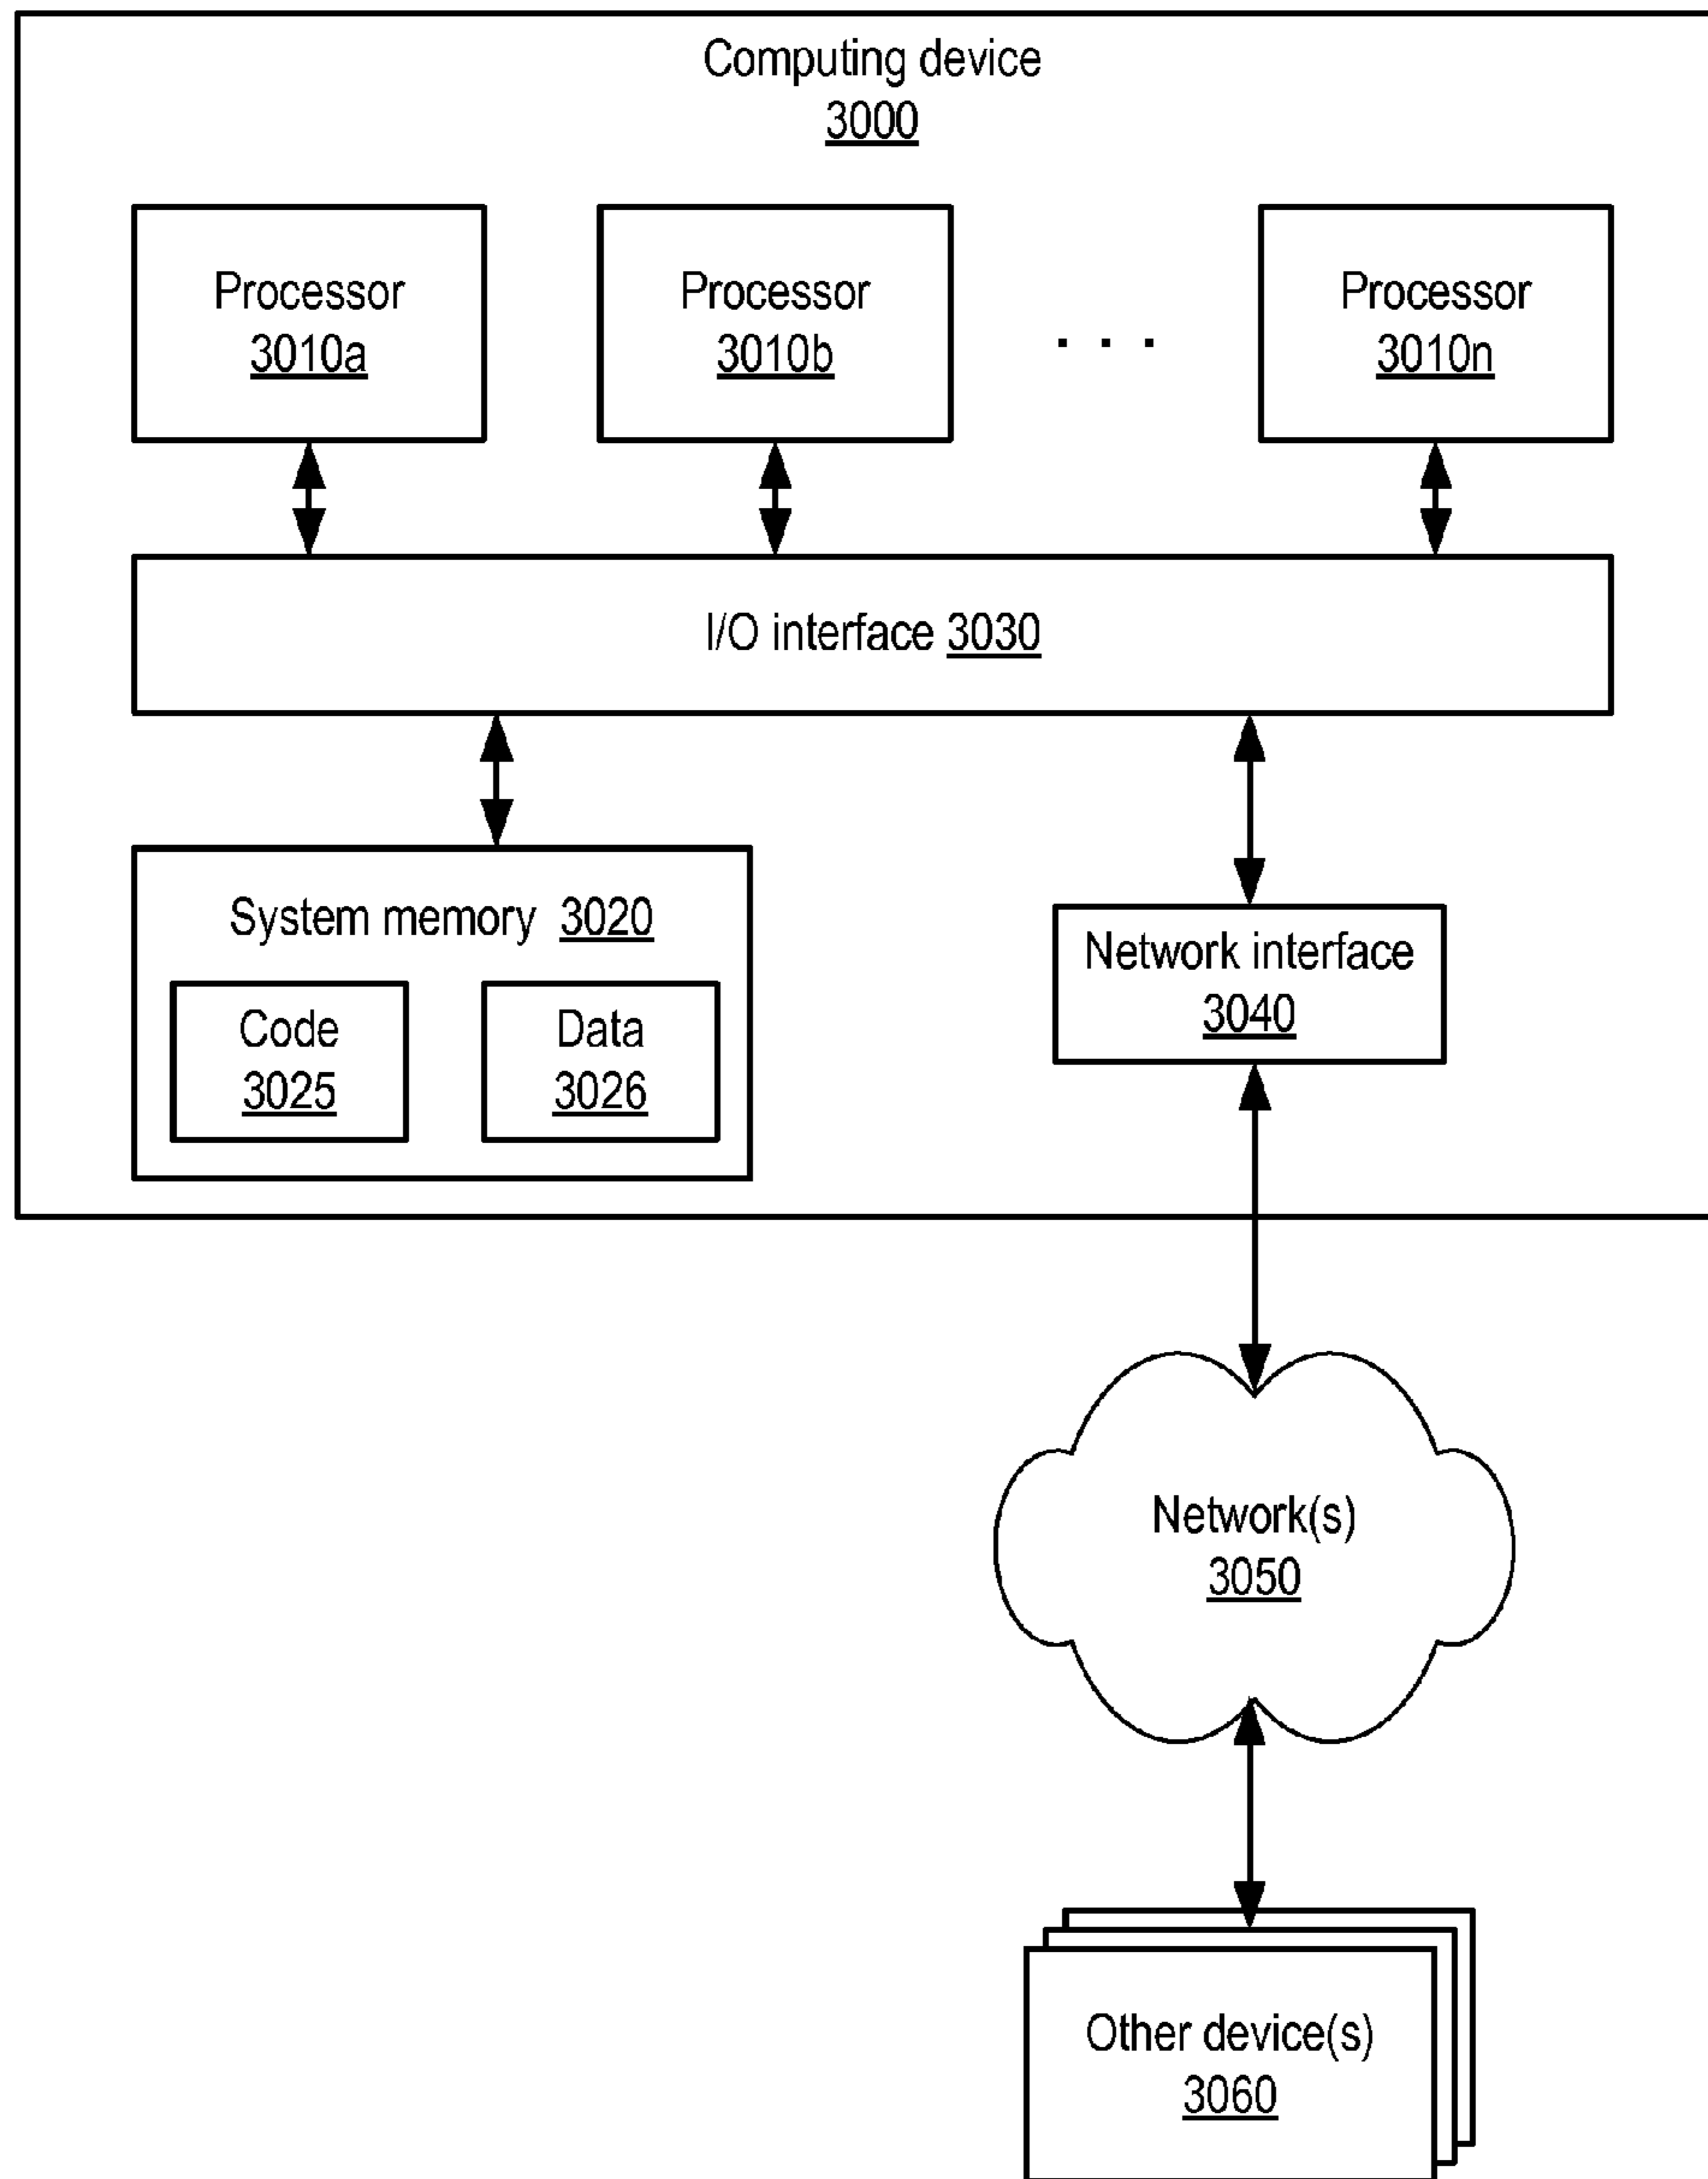 Computing device
3000
Processor
3010a
Processor
3010b
. . .
Processor
3010n
I/O interface 3030
System memory 3020
Code
3025
Data
3026
Network interface
3040
Network(s)
3050
Other device(s)
3060